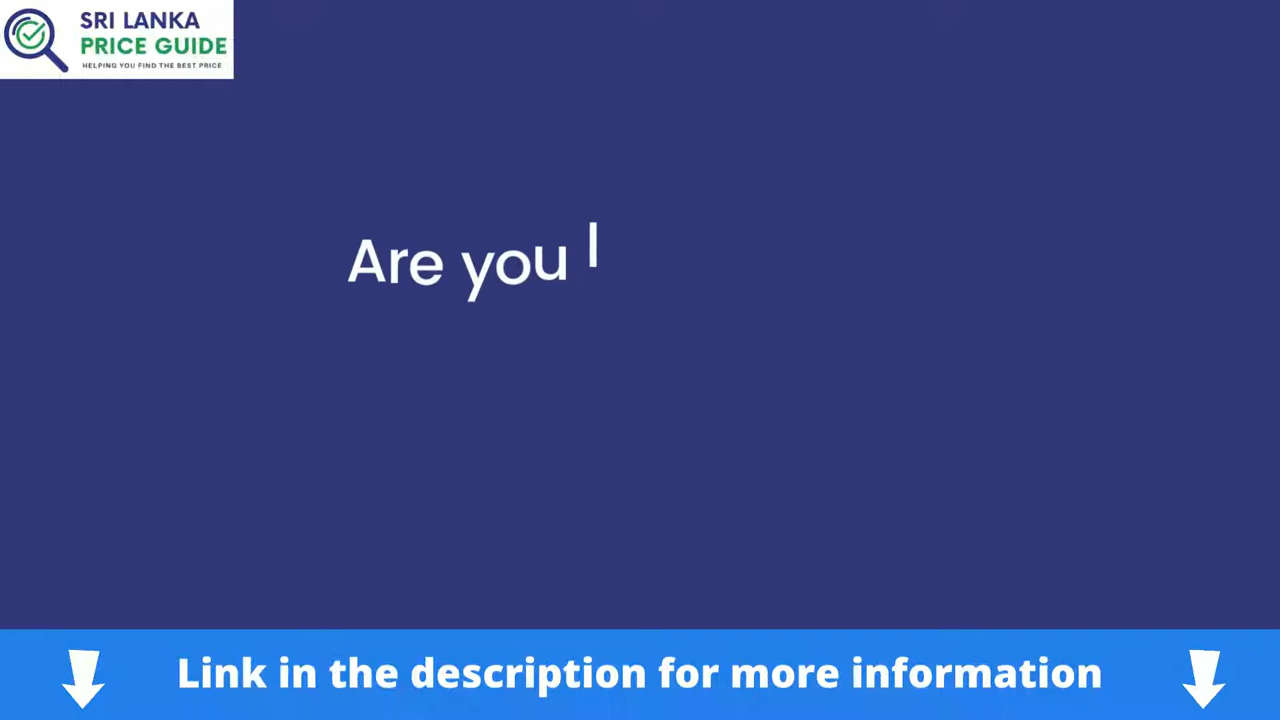 SRI LANKA
PRICE GUIDE
HELPING YOU FIND THE BEST PRICE
Are you l
Link in the description for more information